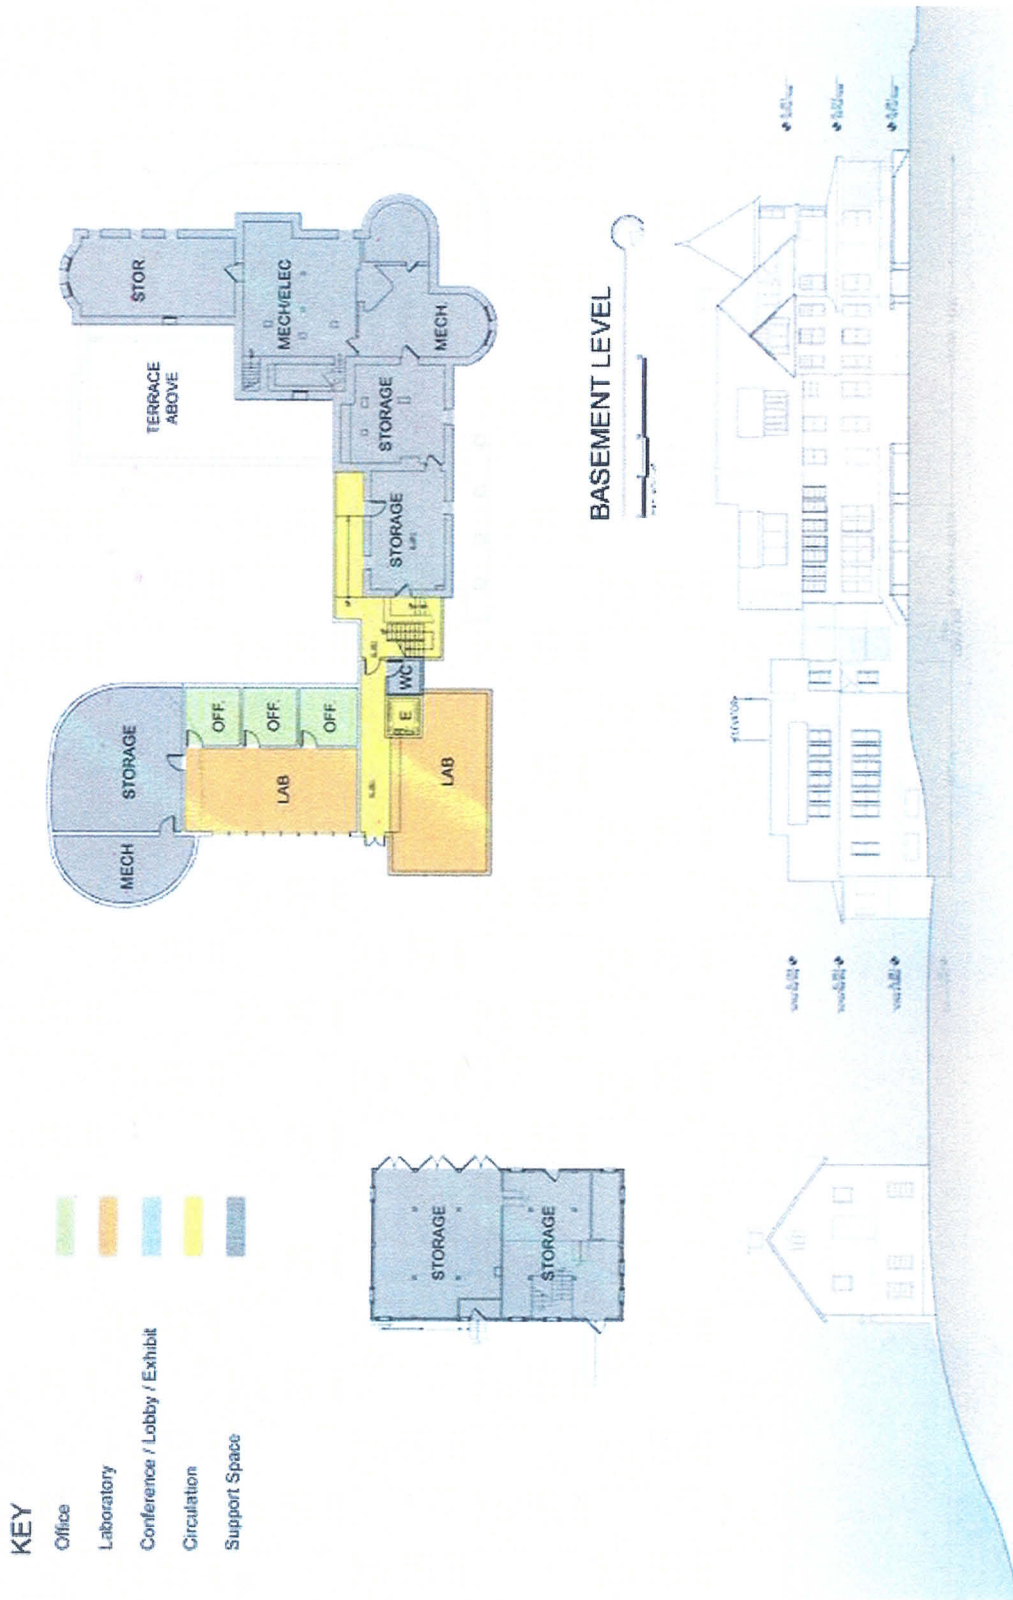 KEY
Office
Laboratory
Conference / Lobby / Exhibit
Circulation
Support Space
MECH
STORAGE
OFF.
OFF.
OFF.
LAB
LAB
E
WC
STORAGE
STORAGE
TERRACE
ABOVE
STOR
MECH/ELEC
MECH.
STORAGE
STORAGE
BASEMENT LEVEL
ELEVATOR